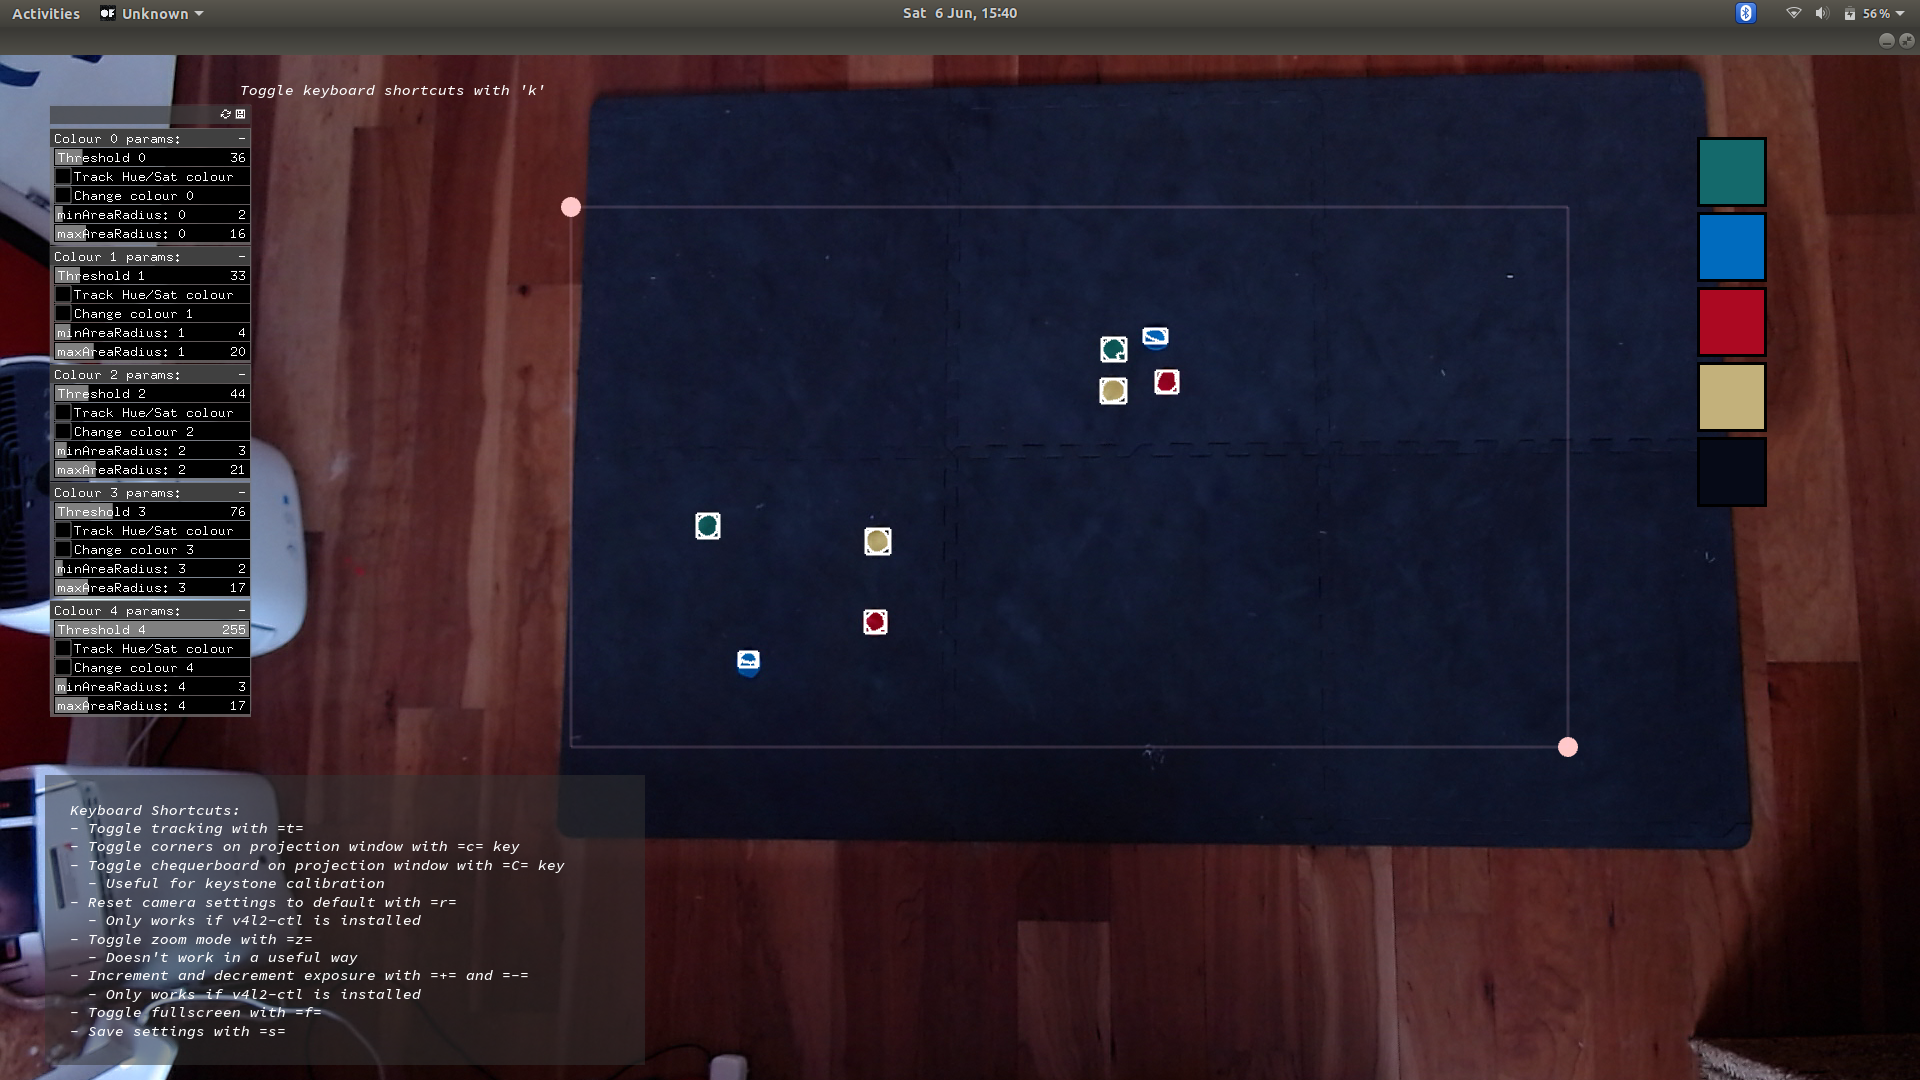 Activities
Unknown
Sat 6 Jun, 15:40
56%
Toggle keyboard shortcuts with 'k'
Colour 0 params: -
Threshold 0 36
Track Hue/Sat colour
Change colour 0
minAreaRadius: 0 2
maxAreaRadius: 0 16
Colour 1 params: -
Threshold 1 33
Track Hue/Sat colour
Change colour 1
minAreaRadius: 1 4
maxAreaRadius: 1 20
Colour 2 params: -
Threshold 2 44
Track Hue/Sat colour
Change colour 2
minAreaRadius: 2 3
maxAreaRadius: 2 21
Colour 3 params: -
Threshold 3 76
Track Hue/Sat colour
Change colour 3
minAreaRadius: 3 2
maxAreaRadius: 3 17
Colour 4 params: -
Threshold 4 255
Track Hue/Sat colour
Change colour 4
minAreaRadius: 4 3
maxAreaRadius: 4 17
Keyboard Shortcuts:
- Toggle tracking with =t=
- Toggle corners on projection window with =c= key
- Toggle chequerboard on projection window with =C= key
- Useful for keystone calibration
- Reset camera settings to default with =r=
- Only works if v4l2-ctl is installed
- Toggle zoom mode with =z=
- Doesn't work in a useful way
- Increment and decrement exposure with =+= and =-=
- Only works if v4l2-ctl is installed
- Toggle fullscreen with =f=
- Save settings with =s=